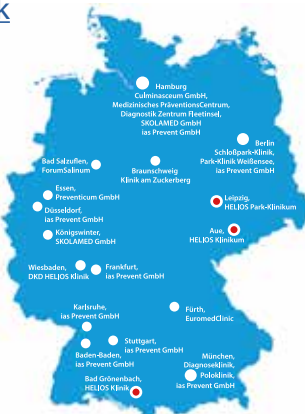 K
Hamburg
Culminasceum GmbH,
Medizinisches PräventionsCentrum,
Diagnostik Zentrum Fleetinsel,
SKOLAMED GmbH
ias Prevent GmbH
Berlin
Schloßpark-Klinik,
Park-Klinik Weißensee,
ias Prevent GmbH
Bad Salzuflen,
ForumSalinum
Braunschweig
Klinik am Zuckerberg
Essen,
Preventicum GmbH
Düsseldorf,
ias Prevent GmbH
Leipzig,
HELIOS Park-Klinikum
Königswinter,
SKOLAMED GmbH
Aue,
HELIOS Klinikum
Wiesbaden,
DKD HELIOS Klinik
Frankfurt,
ias Prevent GmbH
Karlsruhe,
ias Prevent GmbH
Fürth,
EuromedClinic
Stuttgart,
ias Prevent GmbH
Baden-Baden,
ias Prevent GmbH
München,
Diagnoseklinik,
Poloklinik,
ias Prevent GmbH
Bad Grönenbach,
HELIOS Klinik